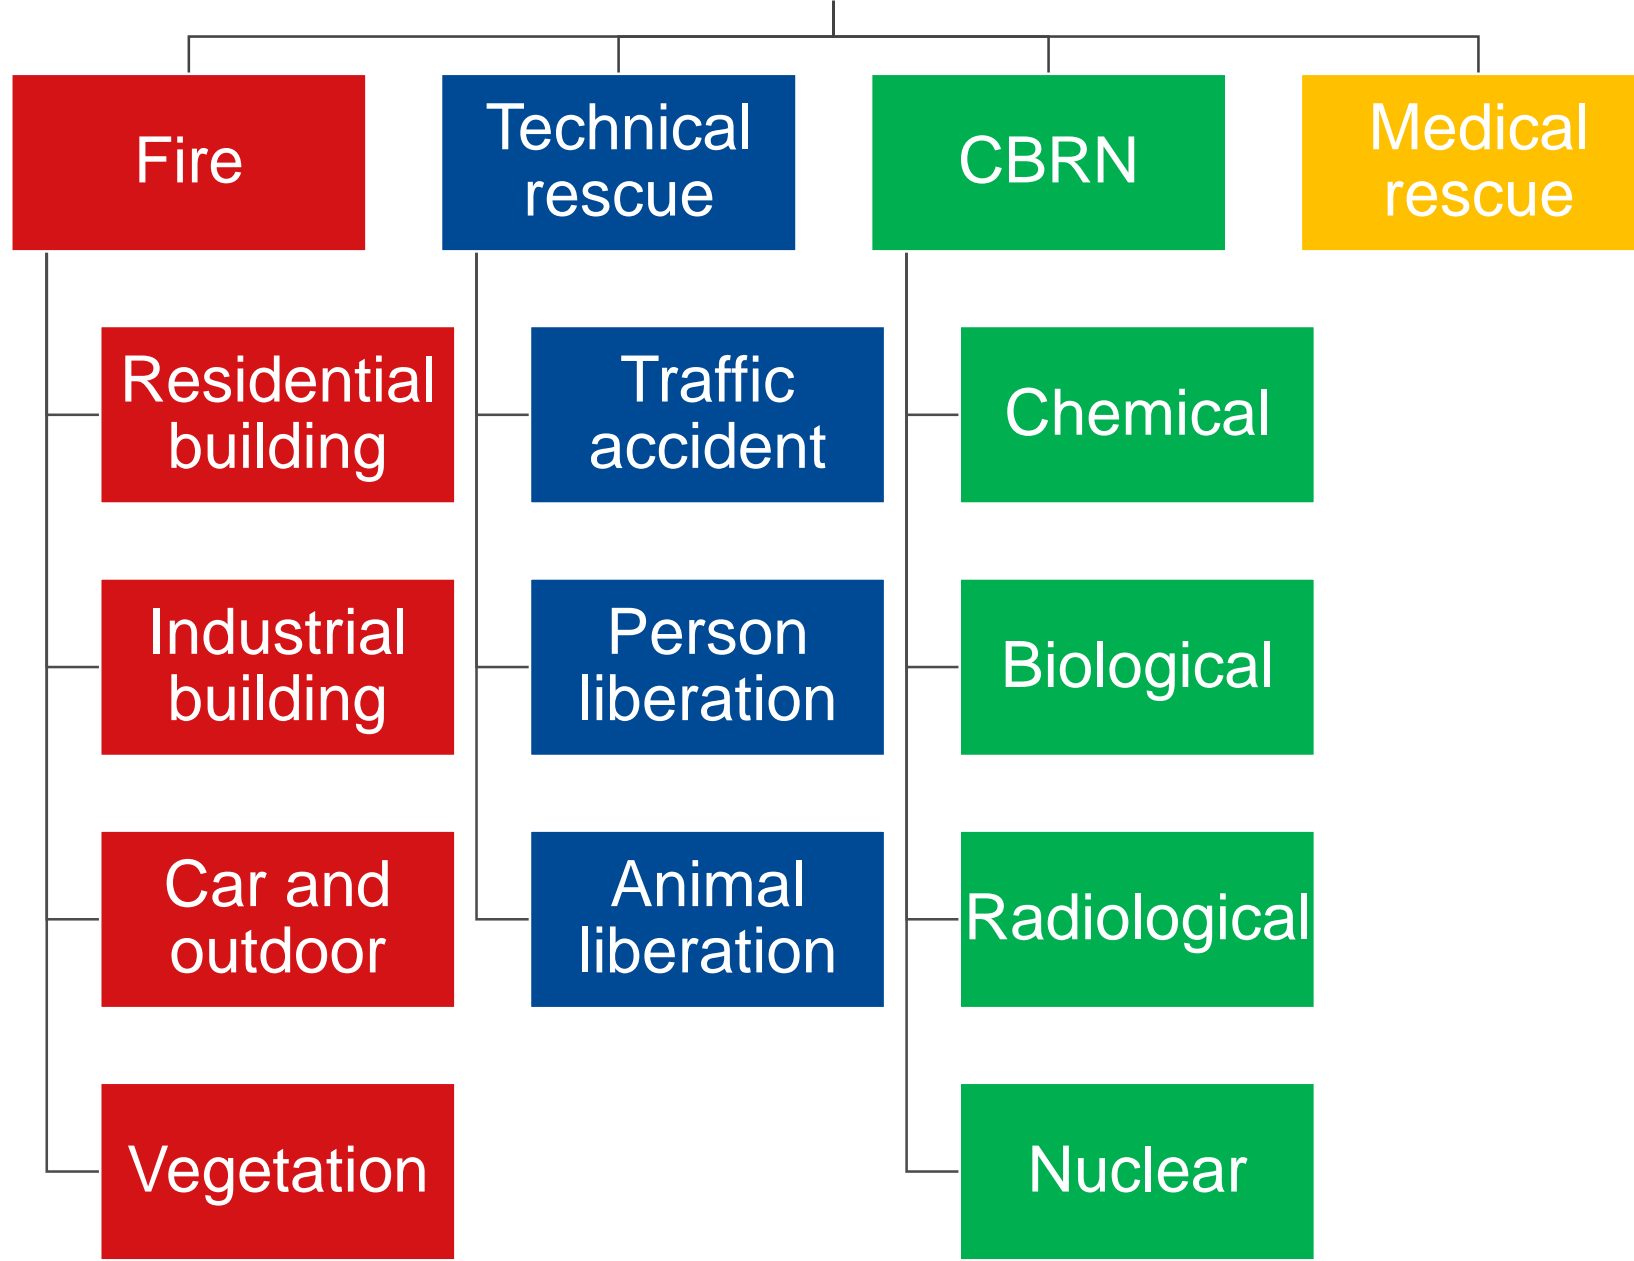 Fire
Technical
rescue
CBRN
Medical
rescue
Residential
building
Traffic
accident
Chemical
Industrial
building
Person
liberation
Biological
Car and
outdoor
Animal
liberation
Radiological
Vegetation
Nuclear